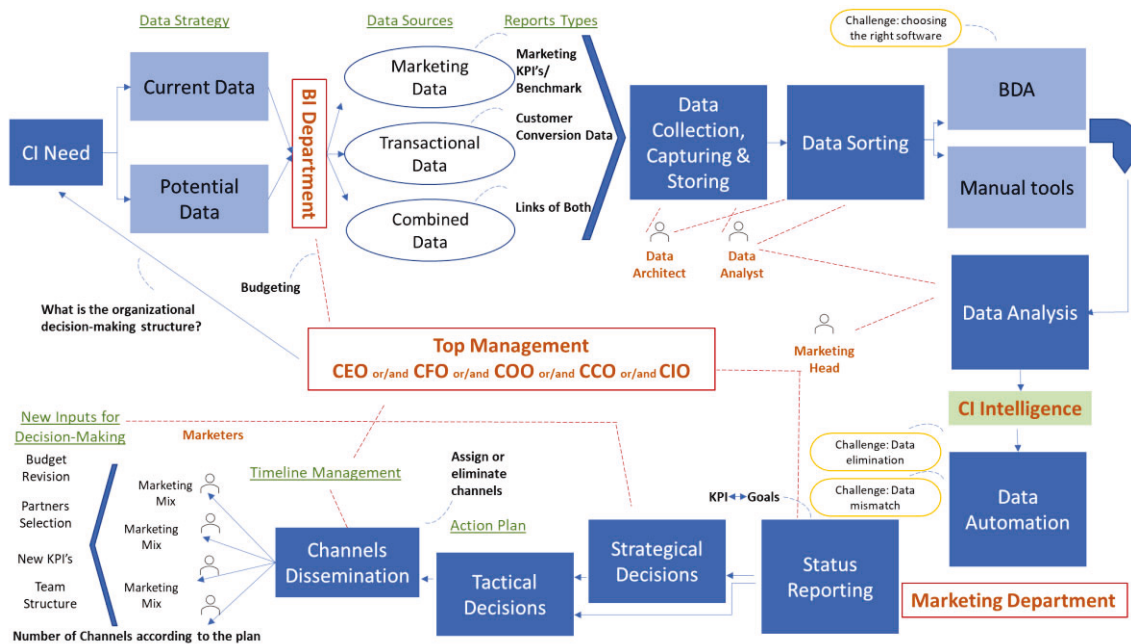 Data Strategy
Data Sources
Reports Types
Challenge: choosing
the right software
Current Data
Potential Data
CI Need
BI Department
Marketing
Data
Transactional
Data
Combined
Data
Marketing
KPI's/
Benchmark
Customer
Conversion Data
Links of Both
Data
Collection,
Capturing &
Storing
Data Sorting
BDA
Manual tools
Data
Architect
Data
Analyst
Budgeting
What is the organizational
decision-making structure?
Marketing
Head
Data Analysis
Top Management
CEO or/and CFO or/and COO or/and CCO or/and CIO
CI Intelligence
New Inputs for
Decision-Making
Marketers
Budget
Revision
Partners
Selection
New KPI's
Team
Structure
Marketing
Mix
Marketing
Mix
Marketing
Mix
Marketing
Mix
Number of Channels according to the plan
Timeline Management
Assign or
eliminate
channels
Action Plan
Channels
Dissemination
Tactical
Decisions
Strategical
Decisions
KPI Goals
Status
Reporting
Challenge: Data
elimination
Challenge: Data
mismatch
Data
Automation
Marketing Department